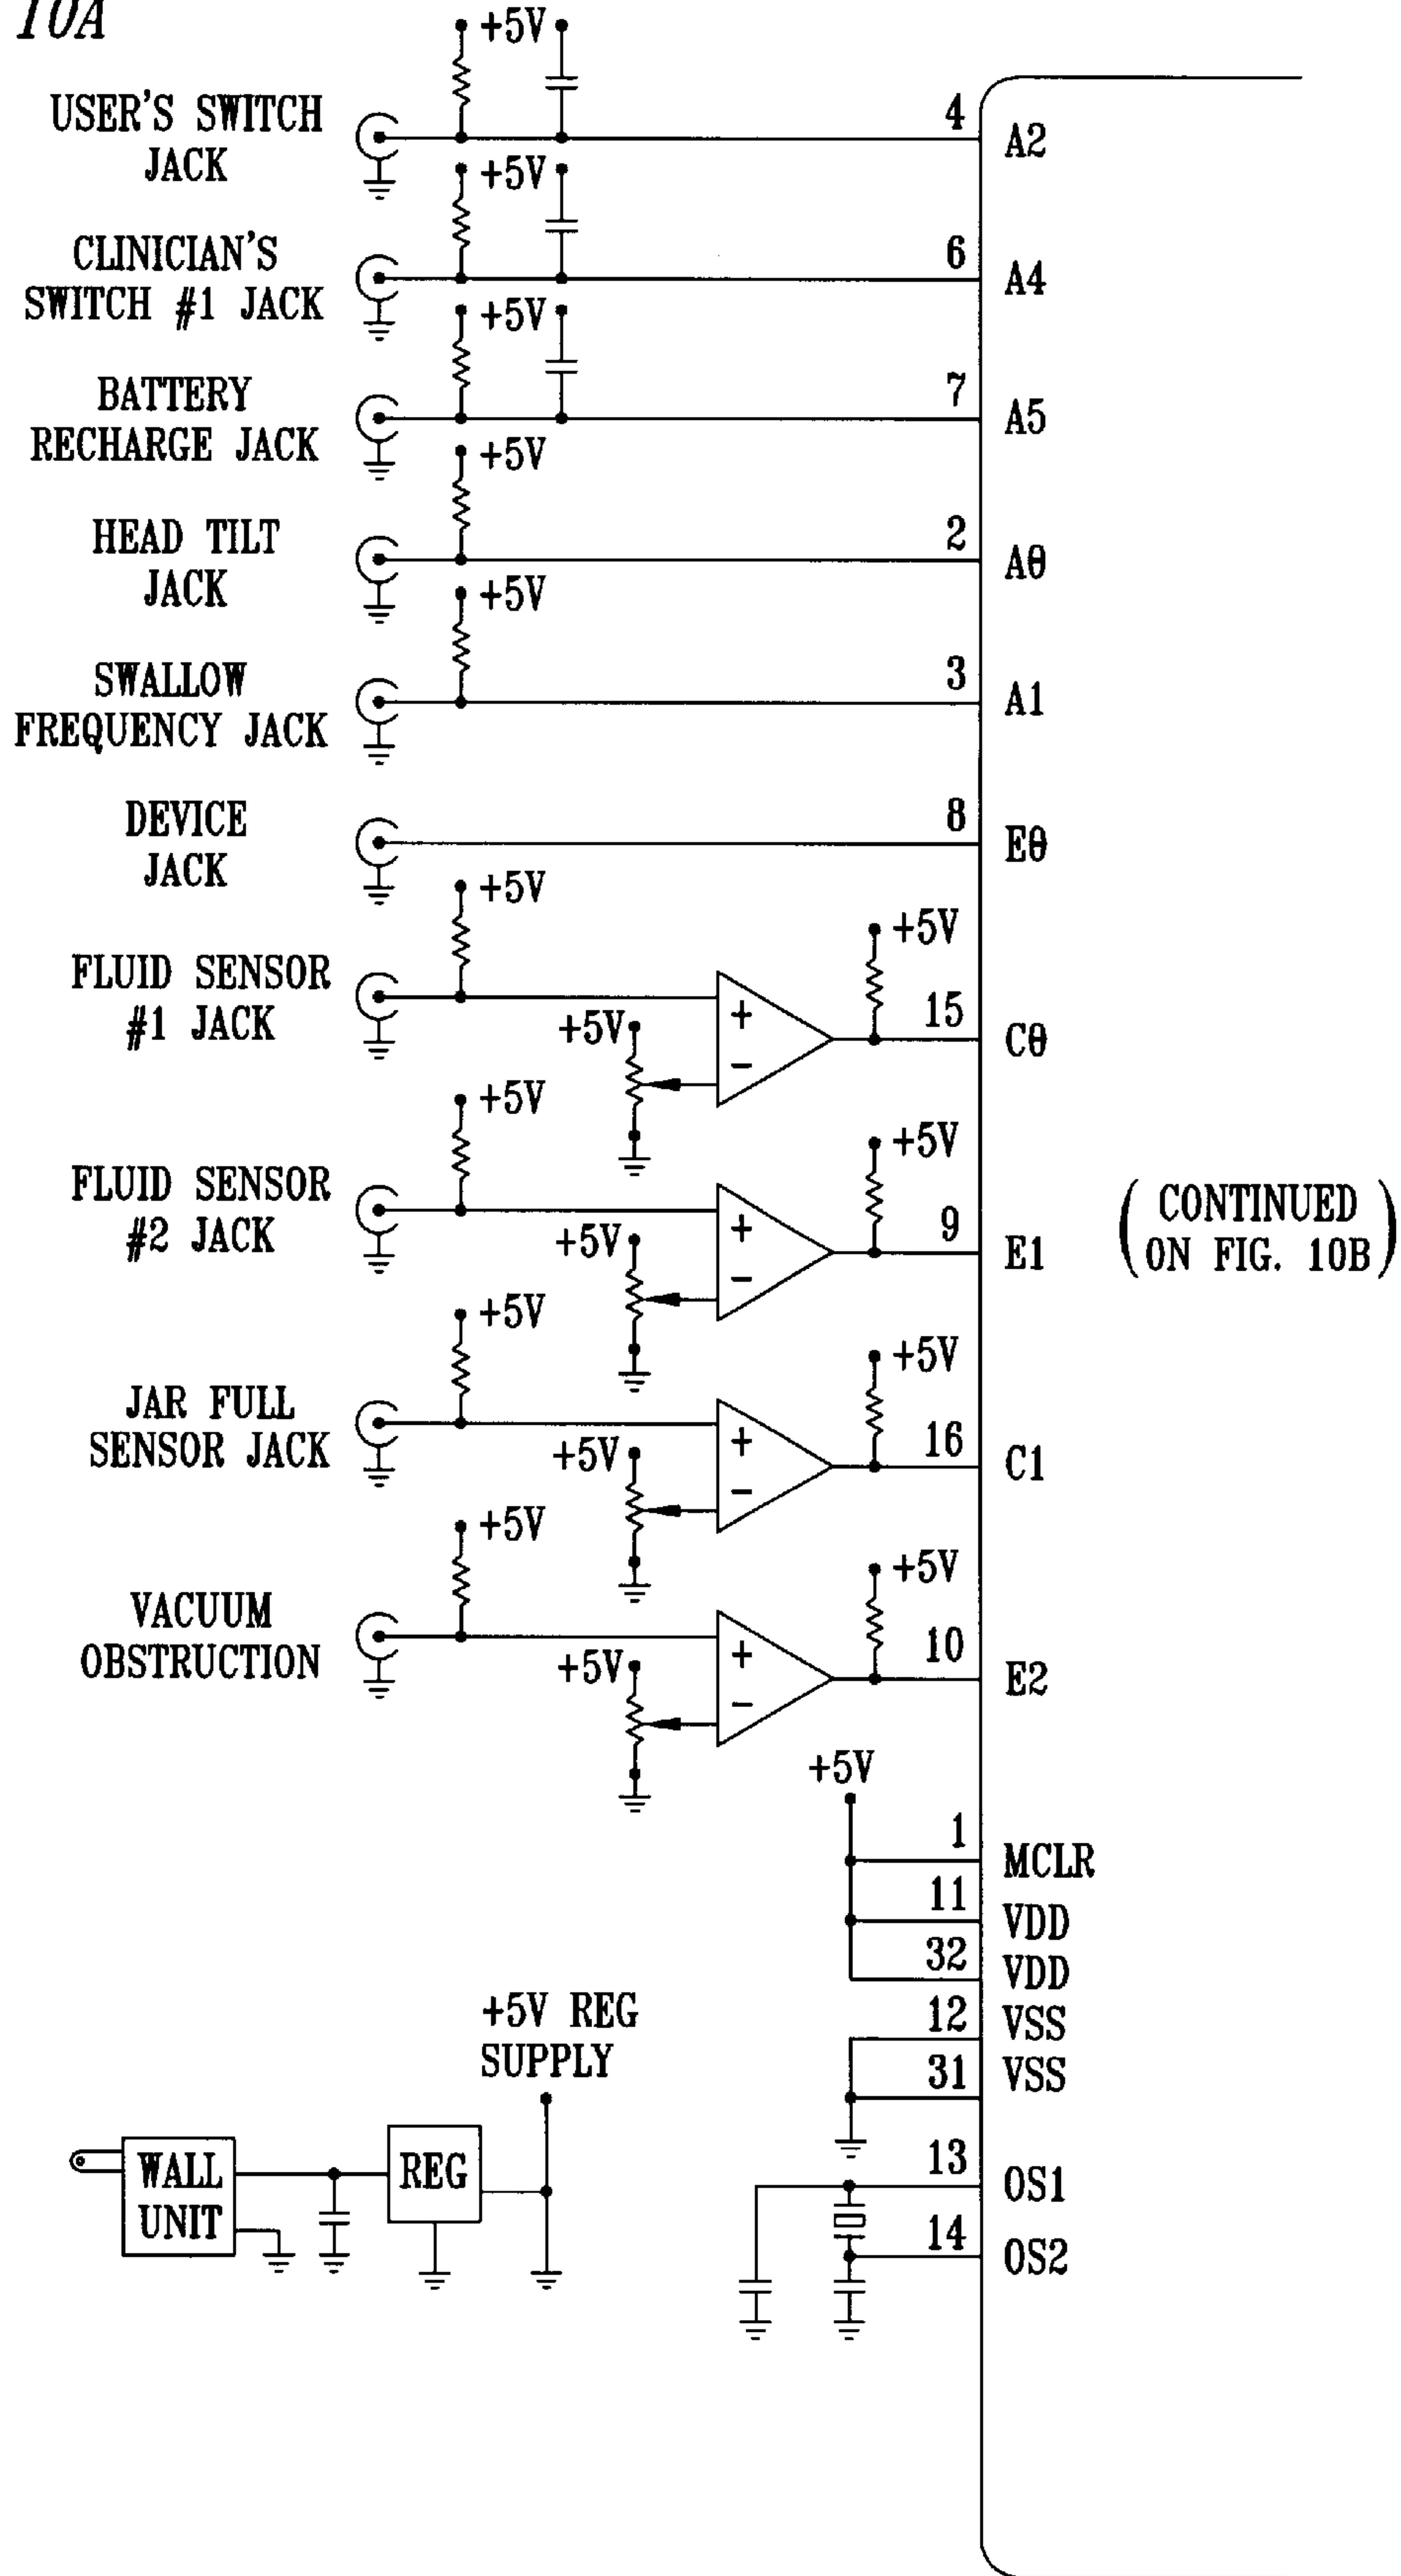 10A
+5V
USER'S SWITCH
JACK
4
A2
+5V
CLINICIAN'S
SWITCH #1 JACK
6
A4
+5V
BATTERY
RECHARGE JACK
7
A5
+5V
HEAD TILT
JACK
2
A0
+5V
SWALLOW
FREQUENCY JACK
3
A1
DEVICE
JACK
8
E0
+5V
FLUID SENSOR
#1 JACK
+5V
+
−
+5V
15
C0
+5V
FLUID SENSOR
#2 JACK
+5V
+
−
+5V
9
E1
(CONTINUED
ON FIG. 10B)
+5V
JAR FULL
SENSOR JACK
+5V
+
−
+5V
16
C1
+5V
VACUUM
OBSTRUCTION
+5V
+
−
+5V
10
E2
+5V
1
MCLR
11
VDD
32
VDD
12
VSS
31
VSS
13
OS1
14
OS2
+5V REG
SUPPLY
WALL
UNIT
REG